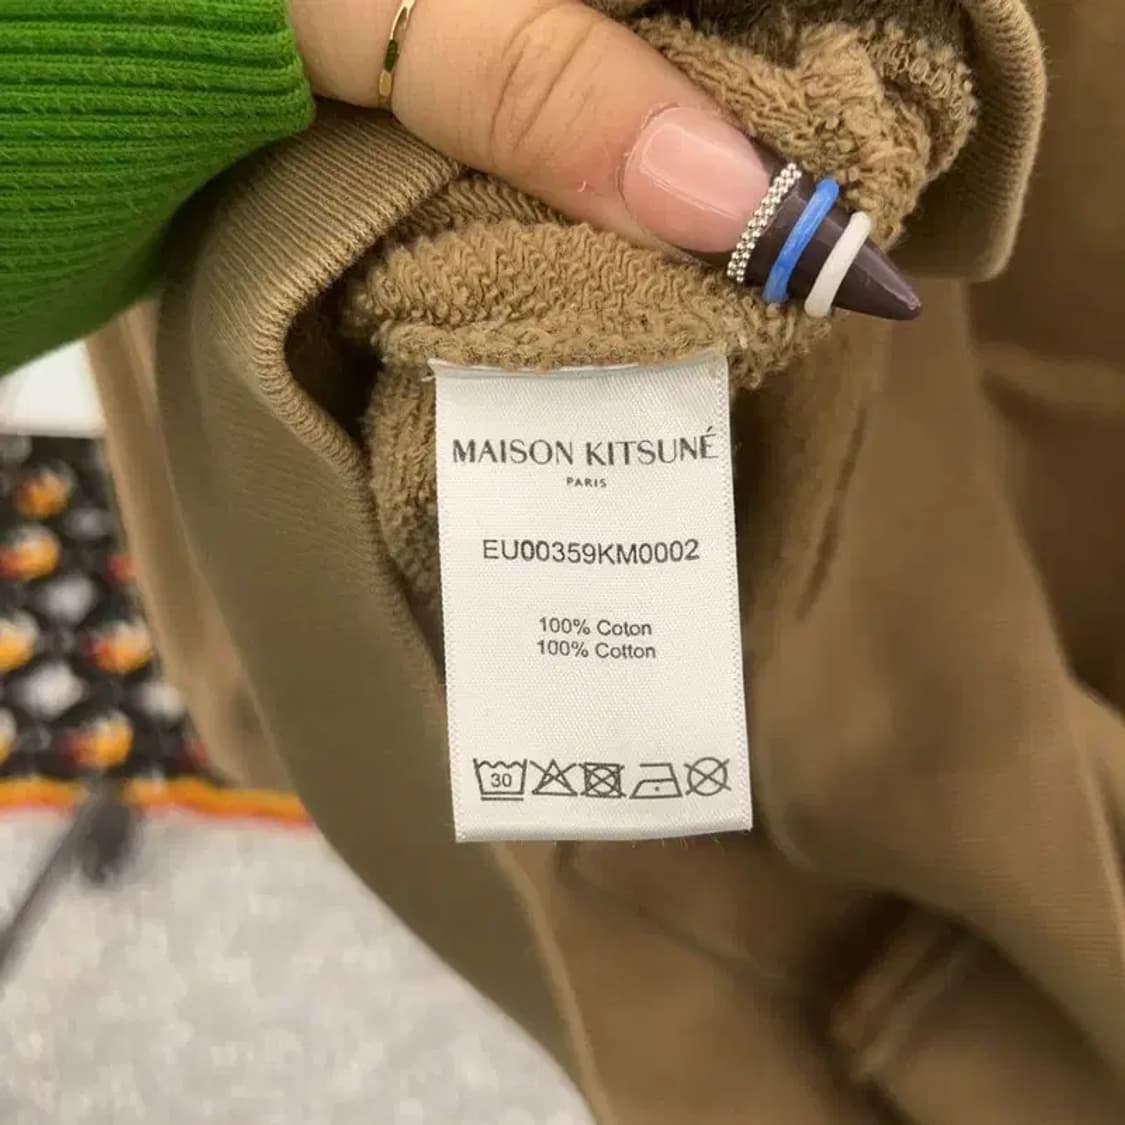 MAISON KITSUNÉ
PARIS
EU00359KM0002
100% Coton
100% Cotton
30